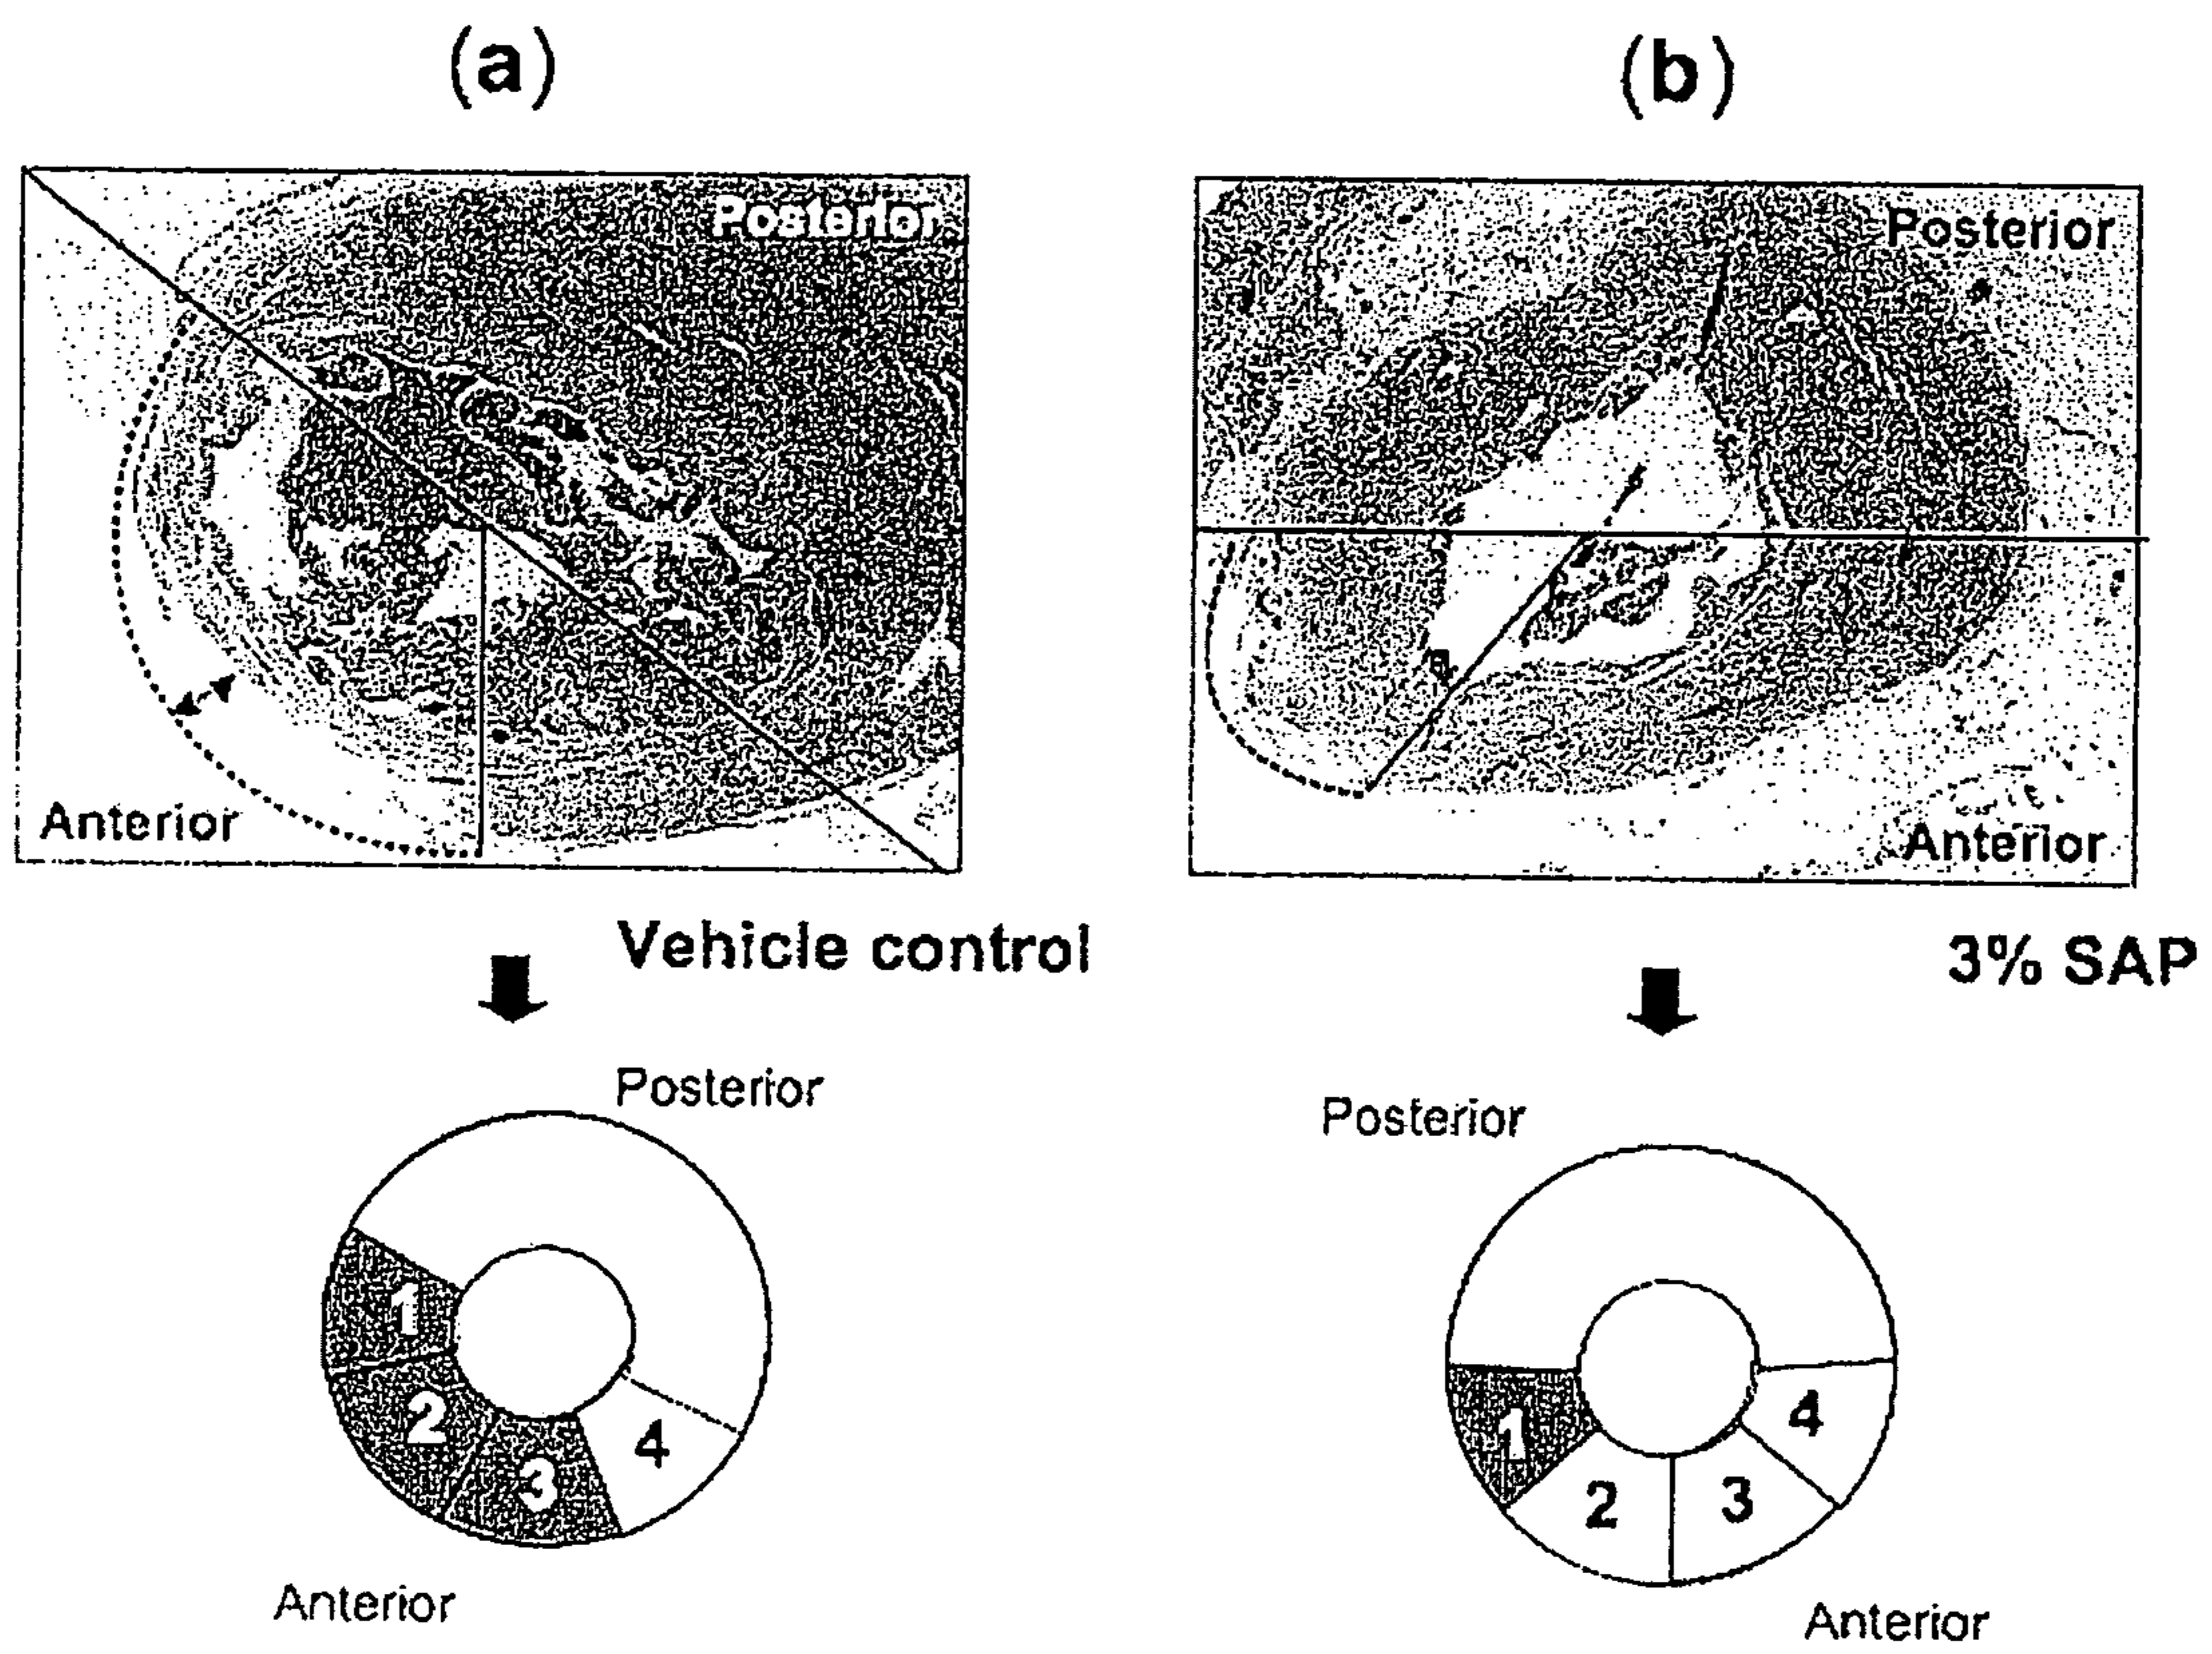 (a)
(b)
Posterior
Posterior
Anterior
Anterior
Vehicle control
3% SAP
Posterior
Posterior
1
2
3
4
1
2
3
4
Anterior
Anterior